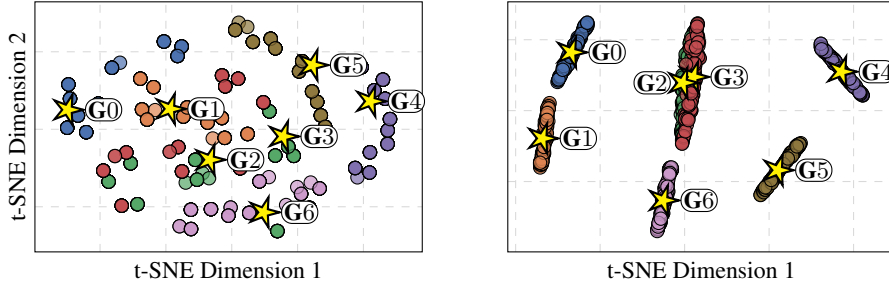 t-SNE Dimension 2
G0
G1
G2
G3
G4
G5
G6
t-SNE Dimension 1
G0
G1
G2
G3
G4
G5
G6
t-SNE Dimension 1